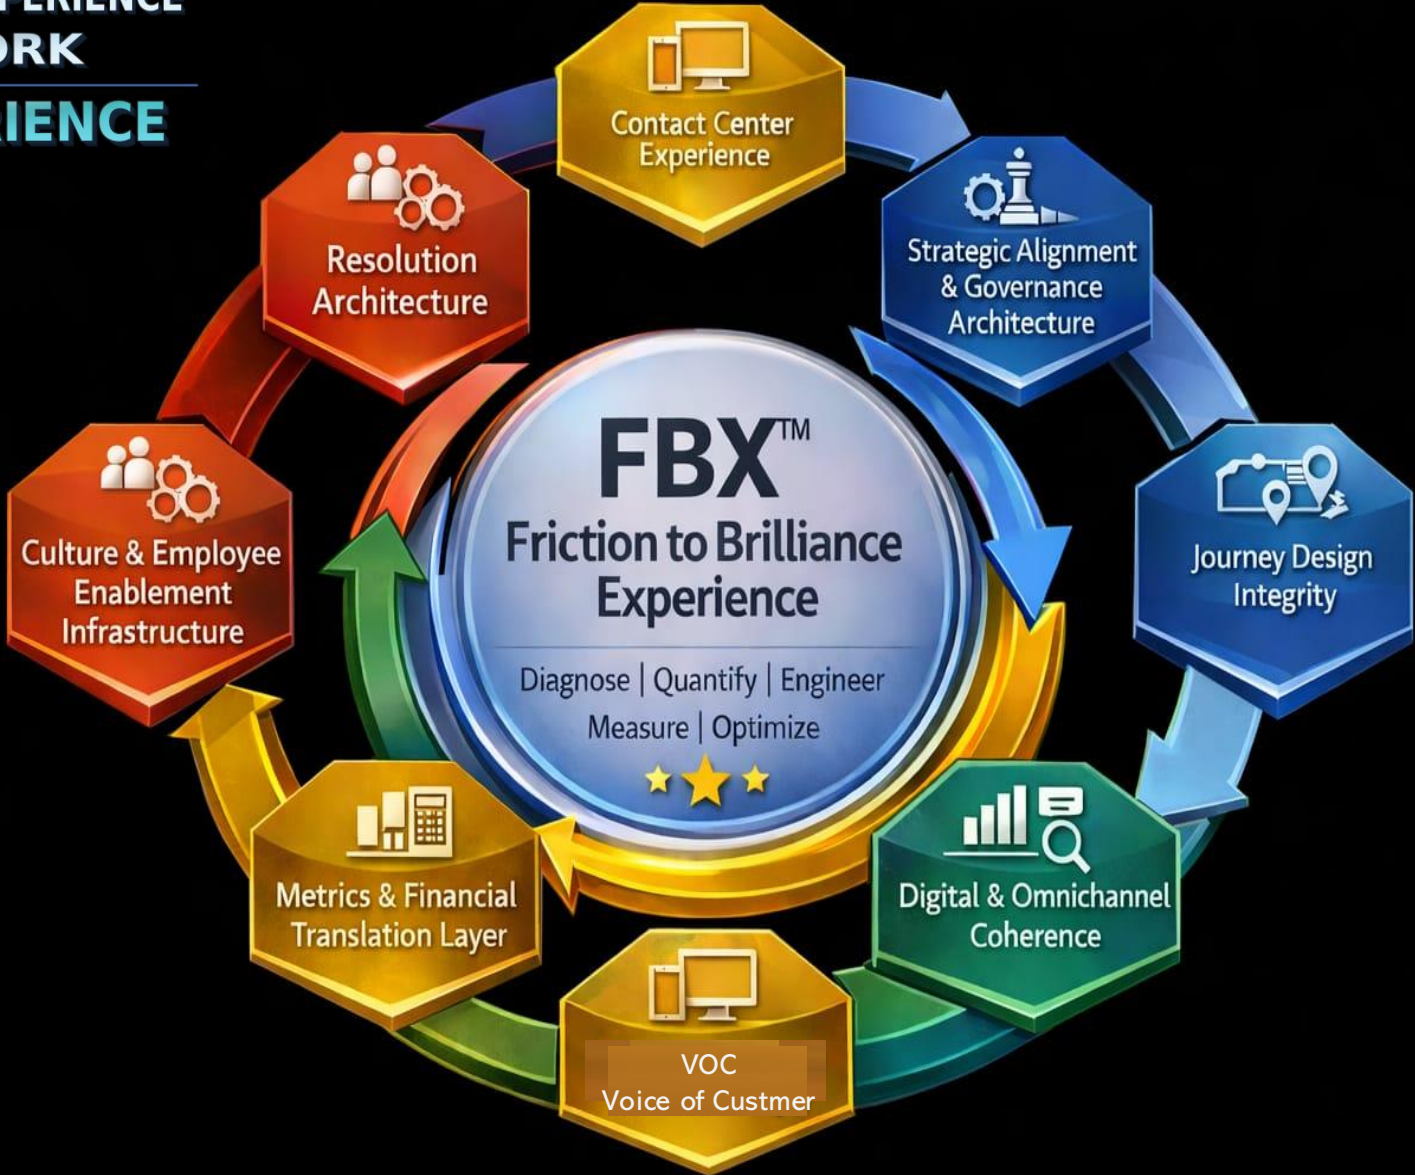 PERIENCE
ORK
IENCE
Contact Center
Experience
Resolution
Architecture
Strategic Alignment
& Governance
Architecture
FBX™
Friction to Brilliance
Experience
Diagnose | Quantify | Engineer
Measure | Optimize
Culture & Employee
Enablement
Infrastructure
Journey Design
Integrity
Metrics & Financial
Translation Layer
Digital & Omnichannel
Coherence
VOC
Voice of Custmer